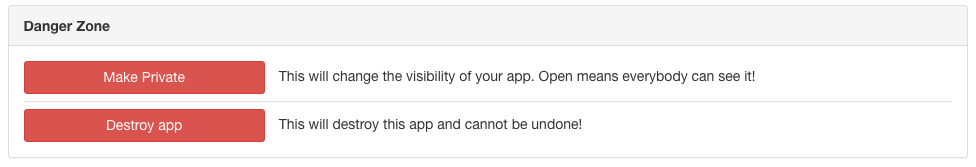 Danger Zone
Make Private This will change the visibility of your app. Open means everybody can see it!
Destroy app This will destroy this app and cannot be undone!